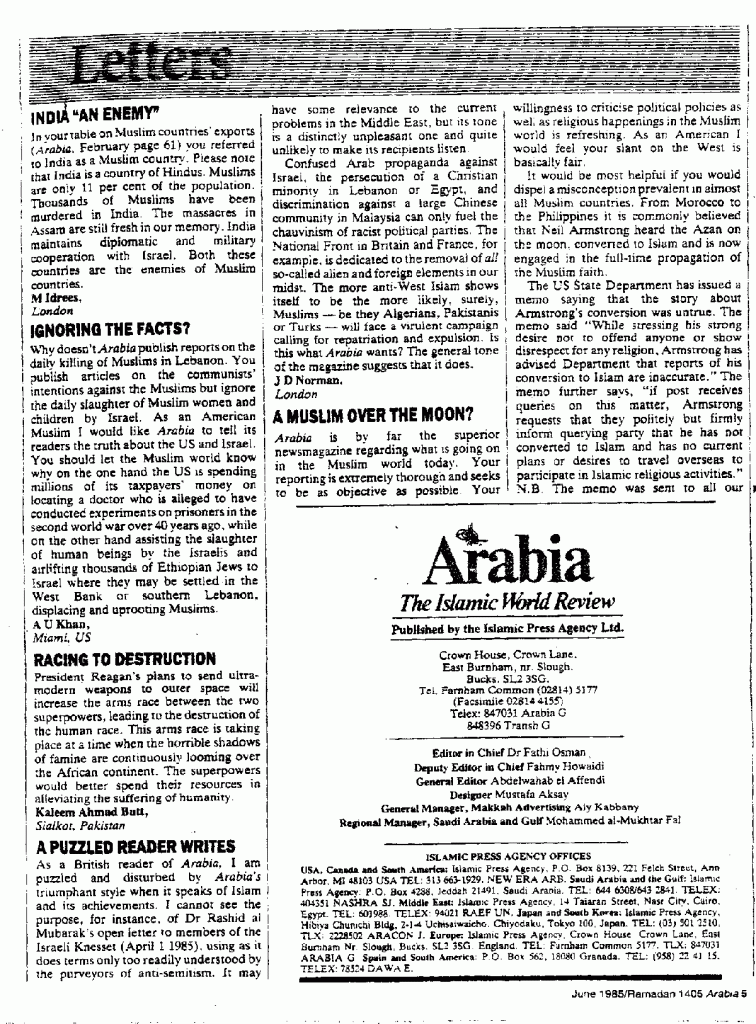 Letters
INDIA "AN ENEMY"
In your table on Muslim countries' exports
(Arabia, February page 61) you referred
to India as a Muslim country. Please note
that India is a country of Hindus. Muslims
are only 11 per cent of the population.
Thousands of Muslims have been
murdered in India. The massacres in
Assam are still fresh in our memory. India
maintains diplomatic and military
cooperation with Israel. Both these
countries are the enemies of Muslim
countries.
M Idrees,
London
IGNORING THE FACTS?
Why doesn't Arabia publish reports on the
daily killing of Muslims in Lebanon. You
publish articles on the communists'
intentions against the Muslims but ignore
the daily slaughter of Muslim women and
children by Israel. As an American
Muslim I would like Arabia to tell its
readers the truth about the US and Israel.
You should let the Muslim world know
why on the one hand the US is spending
millions of its taxpayers' money on
locating a doctor who is alleged to have
conducted experiments on prisoners in the
second world war over 40 years ago, while
on the other hand assisting the slaughter
of human beings by the Israelis and
airlifting thousands of Ethiopian Jews to
Israel where they may be settled in the
West Bank or southern Lebanon,
displacing and uprooting Muslims.
A U Khan,
Miami, US
RACING TO DESTRUCTION
President Reagan's plans to send ultra-
modern weapons to outer space will
increase the arms race between the two
superpowers, leading to the destruction of
the human race. This arms race is taking
place at a time when the horrible shadows
of famine are continuously looming over
the African continent. The superpowers
would better spend their resources in
alleviating the suffering of humanity.
Kaleem Ahmad Butt,
Sialkot, Pakistan
A PUZZLED READER WRITES
As a British reader of Arabia, I am
puzzled and disturbed by Arabia's
triumphant style when it speaks of Islam
and its achievements. I cannot see the
purpose, for instance, of Dr Rashid al
Mubarak's open letter to members of the
Israeli Knesset (April 1 1985), using as it
does terms only too readily understood by
the purveyors of anti-semitism. It may
have some relevance to the current
problems in the Middle East, but its tone
is a distinctly unpleasant one and quite
unlikely to make its recipients listen.
Confused Arab propaganda against
Israel, the persecution of a Christian
minority in Lebanon or Egypt, and
discrimination against a large Chinese
community in Malaysia can only fuel the
chauvinism of racist political parties. The
National Front in Britain and France, for
example, is dedicated to the removal of all
so-called alien and foreign elements in our
midst. The more anti-West Islam shows
itself to be the more likely, surely,
Muslims — be they Algerians, Pakistanis
or Turks — will face a virulent campaign
calling for repatriation and expulsion. Is
this what Arabia wants? The general tone
of the magazine suggests that it does.
J D Norman,
London
A MUSLIM OVER THE MOON?
Arabia is by far the superior
newsmagazine regarding what is going on
in the Muslim world today. Your
reporting is extremely thorough and seeks
to be as objective as possible. Your
willingness to criticise political policies as
well as religious happenings in the Muslim
world is refreshing. As an American I
would feel your slant on the West is
basically fair.
It would be most helpful if you would
dispel a misconception prevalent in almost
all Muslim countries. From Morocco to
the Philippines it is commonly believed
that Neil Armstrong heard the Azan on
the moon, converted to Islam and is now
engaged in the full-time propagation of
the Muslim faith.
The US State Department has issued a
memo saying that the story about
Armstrong's conversion was untrue. The
memo said "While stressing his strong
desire not to offend anyone or show
disrespect for any religion, Armstrong has
advised Department that reports of his
conversion to Islam are inaccurate." The
memo further says, "if post receives
queries on this matter, Armstrong
requests that they politely but firmly
inform querying party that he has not
converted to Islam and has no current
plans or desires to travel overseas to
participate in Islamic religious activities."
N.B. The memo was sent to all our
Arabia
The Islamic World Review
Published by the Islamic Press Agency Ltd.
Crown House, Crown Lane,
East Burnham, nr. Slough.
Bucks. SL2 3SG.
Tel. Farnham Common (02814) 5177
(Facsimile 02814 4155)
Telex: 847031 Arabia G
848396 Transh G
Editor in Chief Dr Fathi Osman
Deputy Editor in Chief Fahmy Howaidi
General Editor Abdelwahab el Affendi
Designer Mustafa Aksay
General Manager, Makkah Advertising Aly Kabbany
Regional Manager, Saudi Arabia and Gulf Mohammed al-Mukhtar Fal
ISLAMIC PRESS AGENCY OFFICES
USA, Canada and South America: Islamic Press Agency, P.O. Box 8139, 221 Felch Street, Ann
Arbor, MI 48103 USA TEL: 313 663-1929. NEW ERA ARB. Saudi Arabia and the Gulf: Islamic
Press Agency: P.O. Box 4288, Jeddah 21491, Saudi Arabia. TEL: 644 6308/643 2841. TELEX:
404351 NASHRA SJ. Middle East: Islamic Press Agency, 14 Taiaran Street, Nasr City, Cairo,
Egypt. TEL: 601988. TELEX: 94021 RAEF UN. Japan and South Korea: Islamic Press Agency,
Hibiya Chunichi Bldg, 2-1-4 Uchisaiwaicho, Chiyodaku, Tokyo 100, Japan. TEL: (03) 501 2510.
TLX: 2228502 ARACON J. Europe: Islamic Press Agency, Crown House, Crown Lane, East
Burnham Nr. Slough, Bucks. SL2 3SG. England. TEL: Farnham Common 5177. TLX: 847031
ARABIA G Spain and South America: P.O. Box 562, 18080 Granada. TEL: (958) 22 41 15.
TELEX: 78524 DAWA E.
June 1985/Ramadan 1405 Arabia 5